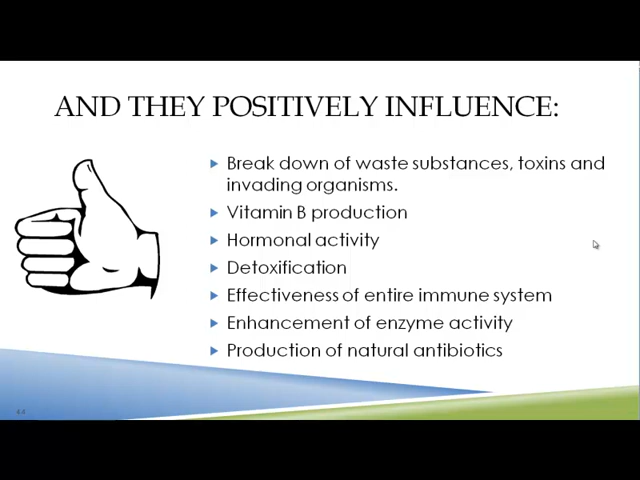 AND THEY POSITIVELY INFLUENCE:
Break down of waste substances, toxins and
invading organisms.
Vitamin B production
Hormonal activity
Detoxification
Effectiveness of entire immune system
Enhancement of enzyme activity
Production of natural antibiotics
44